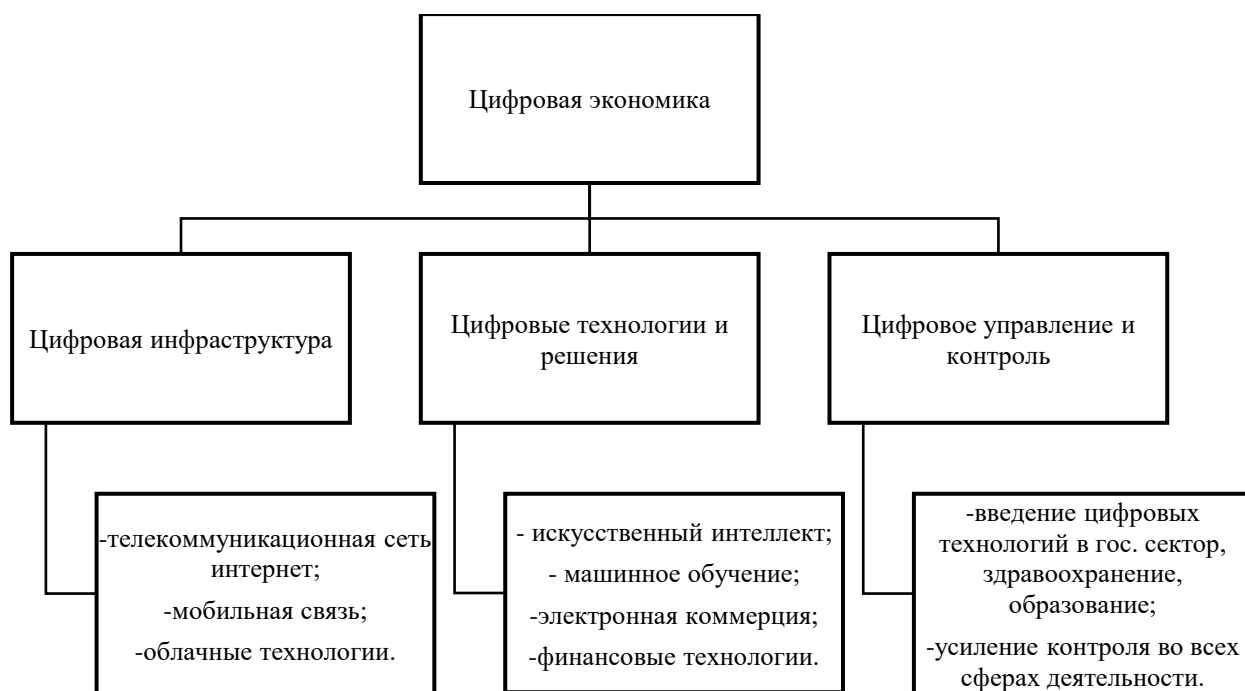 Цифровая экономика
Цифровая инфраструктура
Цифровые технологии и
решения
Цифровое управление и
контроль
-телекоммуникационная сеть
интернет;
-мобильная связь;
-облачные технологии.
- искусственный интеллект;
- машинное обучение;
-электронная коммерция;
-финансовые технологии.
-введение цифровых
технологий в гос. сектор,
здравоохранение,
образование;
-усиление контроля во всех
сферах деятельности.